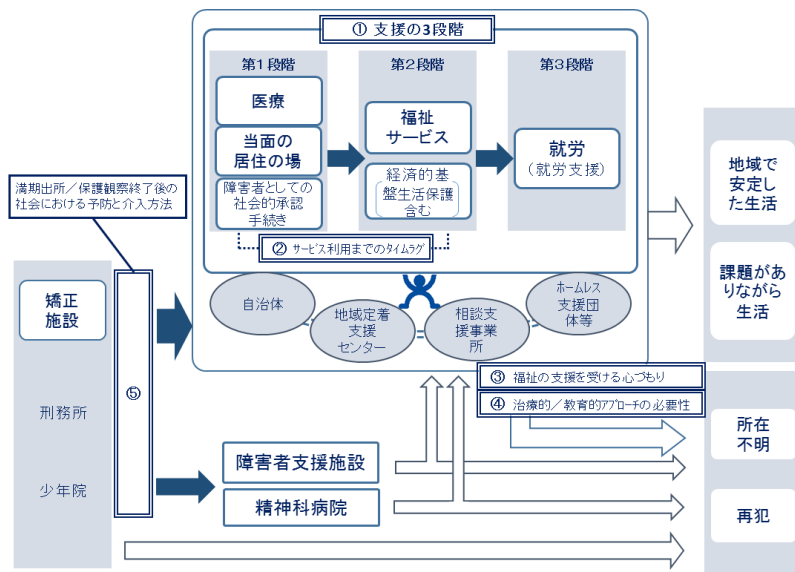 ① 支援の3段階
第1段階
第2段階
第3段階
医療
当面の
居住の場
障害者としての
社会的承認
手続き
福祉
サービス
経済的基
盤生活保護
含む
就労
(就労支援)
② サービス利用までのタイムラグ
満期出所／保護観察終了後の
社会における予防と介入方法
矯正
施設
刑務所
少年院
⑤
自治体
地域定着
支援
センター
相談支
援事業
所
ホームレス
支援団
体等
③ 福祉の支援を受ける心づもり
④ 治療的／教育的アプローチの必要性
障害者支援施設
精神科病院
地域で
安定し
た生活
課題があ
りながら
生活
所在
不明
再犯